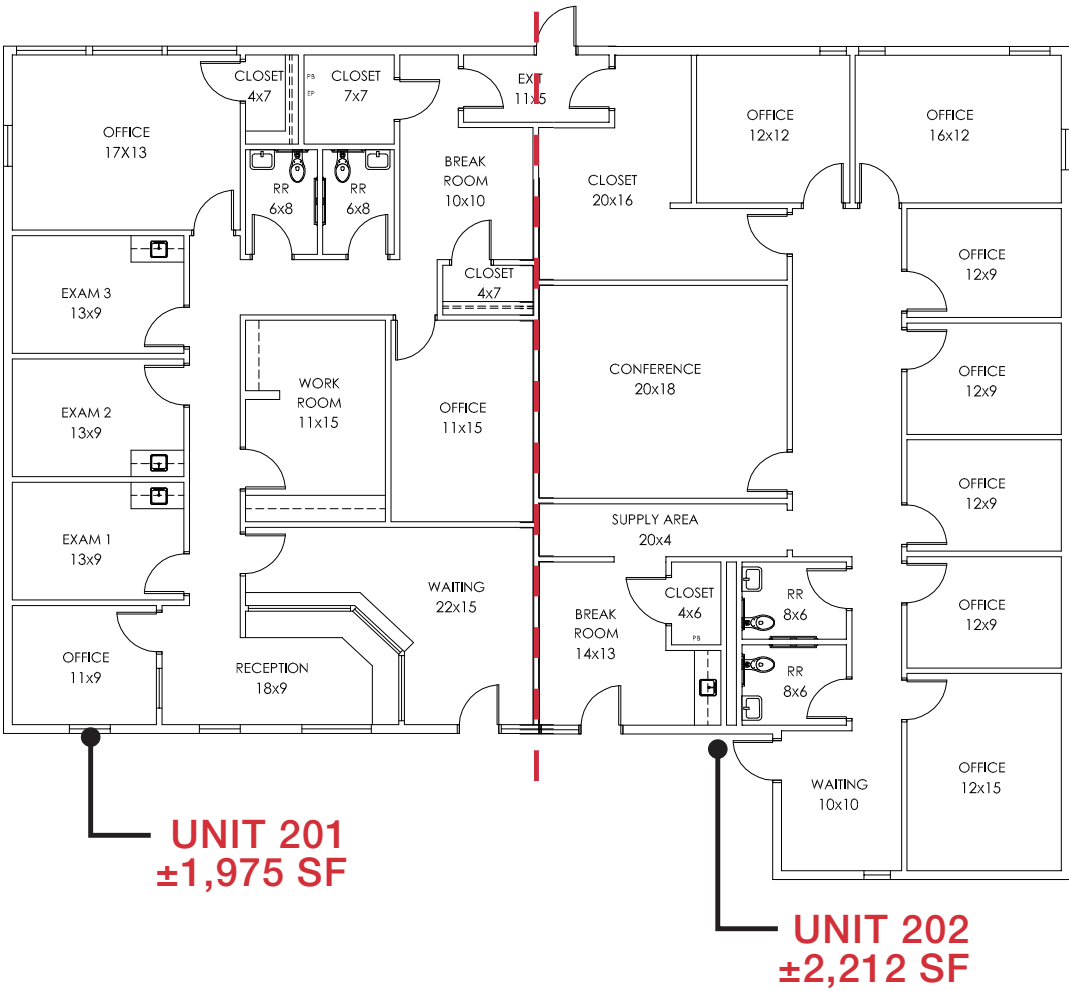 CLOSET
4x7
PB
EP
CLOSET
7x7
EXIT
11x5
OFFICE
17X13
OFFICE
12x12
OFFICE
16x12
BREAK
ROOM
10x10
CLOSET
20x16
RR
6x8
RR
6x8
OFFICE
12x9
CLOSET
4x7
EXAM 3
13x9
WORK
ROOM
11x15
CONFERENCE
20x18
OFFICE
12x9
EXAM 2
13x9
OFFICE
11x15
OFFICE
12x9
SUPPLY AREA
20x4
EXAM 1
13x9
WAITING
22x15
BREAK
ROOM
14x13
CLOSET
4x6
PB
RR
8x6
OFFICE
12x9
OFFICE
11x9
RECEPTION
18x9
RR
8x6
WAITING
10x10
OFFICE
12x15
UNIT 201
±1,975 SF
UNIT 202
±2,212 SF